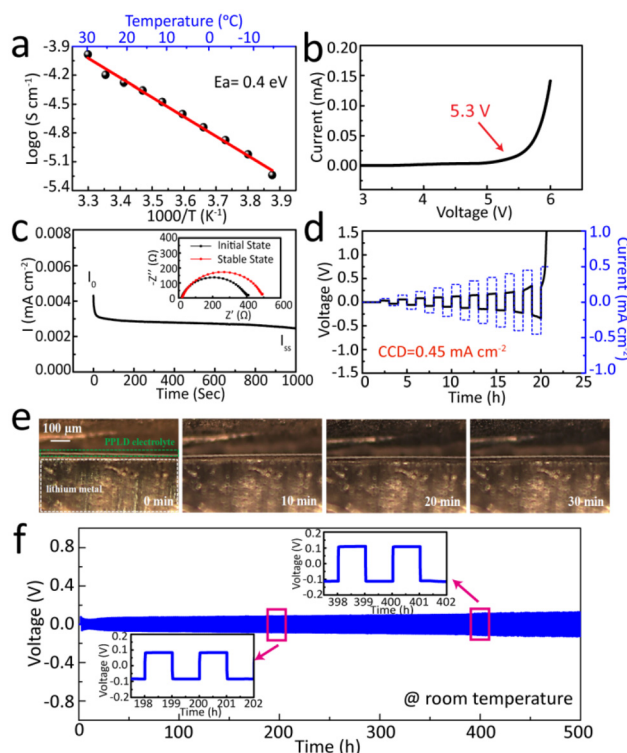 a
Temperature (°C)
30 20 10 0 -10
-3.9
-4.2
-4.5
-4.8
-5.1
-5.4
Logσ (S cm⁻¹)
Ea= 0.4 eV
3.3 3.4 3.5 3.6 3.7 3.8 3.9
1000/T (K⁻¹)
b
0.20
0.15
0.10
0.05
0.00
Current (mA)
5.3 V
3 4 5 6
Voltage (V)
c
0.008
0.006
0.004
0.002
0.000
I (mA cm⁻²)
I₀
Iₛₛ
400
300
200
100
0
-Z'' (Ω)
Initial State
Stable State
0 200 400 600
Z' (Ω)
0 200 400 600 800 1000
Time (Sec)
d
1.5
1.0
0.5
0.0
-0.5
-1.0
-1.5
Voltage (V)
1.0
0.5
0.0
-0.5
-1.0
Current Density (mA cm⁻²)
CCD=0.45 mA cm⁻²
0 5 10 15 20 25
Time (h)
e
100 μm
PPLD electrolyte
lithium metal
0 min
10 min
20 min
30 min
f
0.8
0.4
0.0
-0.4
-0.8
Voltage (V)
0.2
0.1
0.0
-0.1
-0.2
Voltage (V)
398 399 400 401 402
Time (h)
0.2
0.1
0.0
-0.1
-0.2
Voltage (V)
198 199 200 201 202
Time (h)
@ room temperature
0 100 200 300 400 500
Time (h)